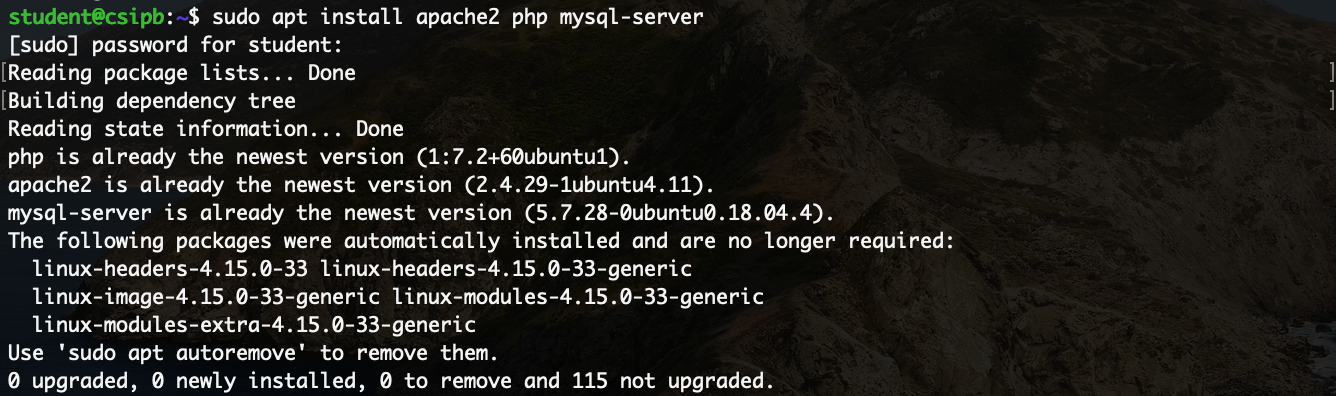 student@csipb:~$ sudo apt install apache2 php mysql-server
[sudo] password for student:
[Reading package lists... Done ]
[Building dependency tree ]
Reading state information... Done
php is already the newest version (1:7.2+60ubuntu1).
apache2 is already the newest version (2.4.29-1ubuntu4.11).
mysql-server is already the newest version (5.7.28-0ubuntu0.18.04.4).
The following packages were automatically installed and are no longer required:
  linux-headers-4.15.0-33 linux-headers-4.15.0-33-generic
  linux-image-4.15.0-33-generic linux-modules-4.15.0-33-generic
  linux-modules-extra-4.15.0-33-generic
Use 'sudo apt autoremove' to remove them.
0 upgraded, 0 newly installed, 0 to remove and 115 not upgraded.